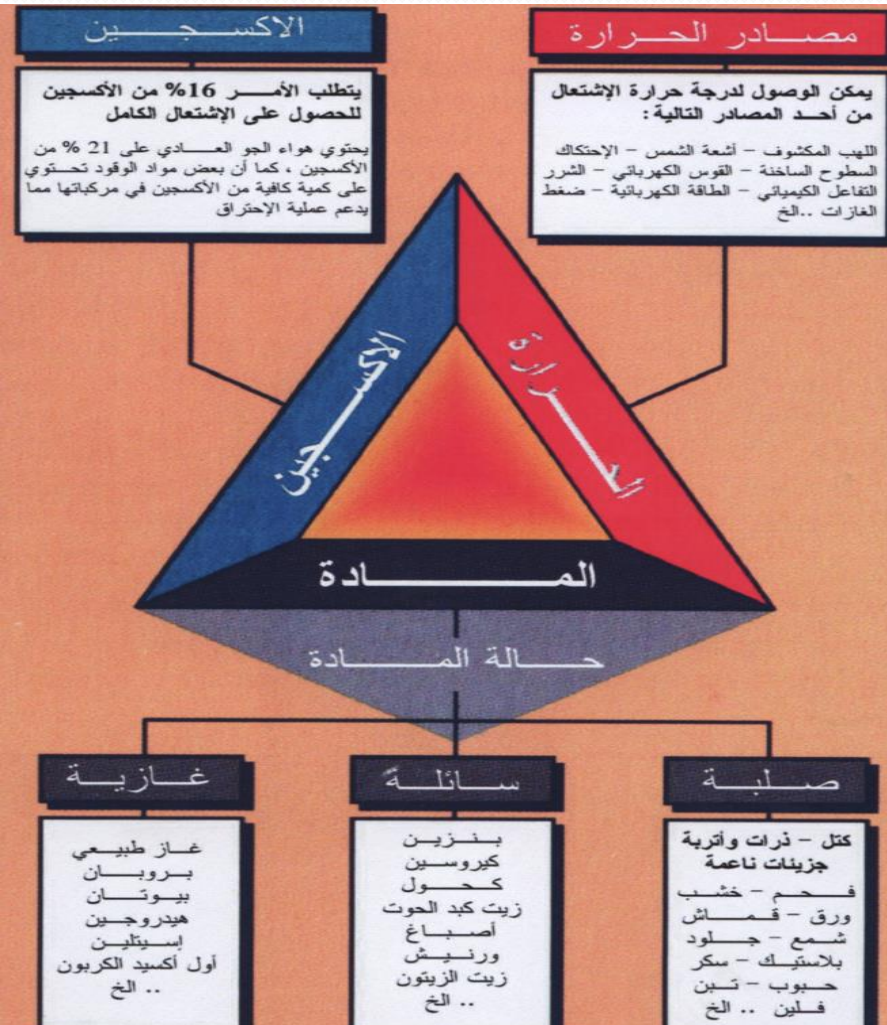 مصادر الحرارة
يمكن الوصول لدرجة حرارة الإشتعال
من أحد المصادر التالية :
اللهب المكشوف – أشعة الشمس – الإحتكاك
السطوح الساخنة – القوس الكهربائي – الشرر
التفاعل الكيميائي – الطاقة الكهربائية – ضغط
الغازات ..الخ
الاكسجين
يتطلب الأمر 16% من الأكسجين
للحصول على الإشتعال الكامل
يحتوي هواء الجو العادي على 21 % من
الأكسجين ، كما أن بعض مواد الوقود تحتوي
على كمية كافية من الأكسجين في مركباتها مما
يدعم عملية الإحتراق
الحرارة
الاكسجين
المادة
حالة المادة
صلبة
كتل – ذرات وأتربة
جزيئات ناعمة
فحم – خشب
ورق – قماش
شمع – جلود
بلاستيك – سكر
حبوب – تبن
فلين .. الخ
سائلة
بنزين
كيروسين
كحول
زيت كبد الحوت
أصباغ
ورنيش
زيت الزيتون
.. الخ
غازية
غاز طبيعي
بروبان
بيوتان
هيدروجين
إسيتلين
أول أكسيد الكربون
.. الخ